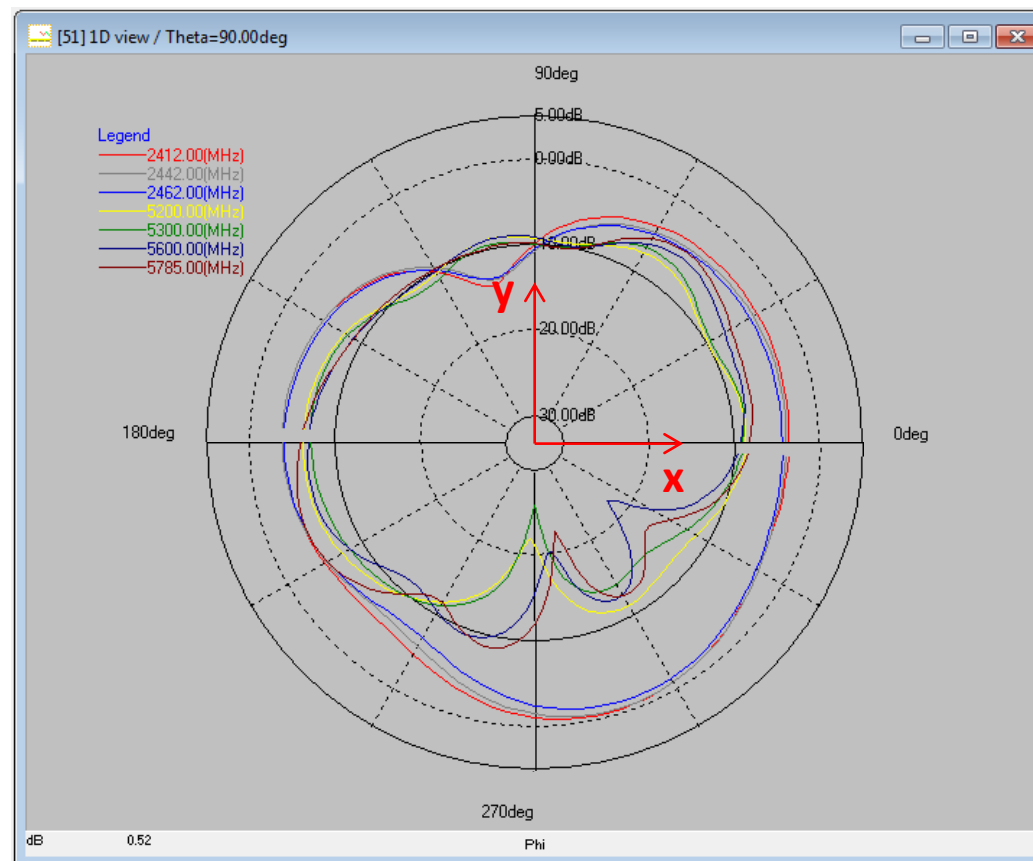 [51] 1D view / Theta=90.00deg
90deg
5.00dB
Legend
2412.00(MHz)
0.00dB
2442.00(MHz)
2462.00(MHz)
5200.00(MHz)
5300.00(MHz)
5600.00(MHz)
-10.00dB
5785.00(MHz)
y
-20.00dB
-30.00dB
180deg
0deg
x
270deg
dB 0.52 Phi